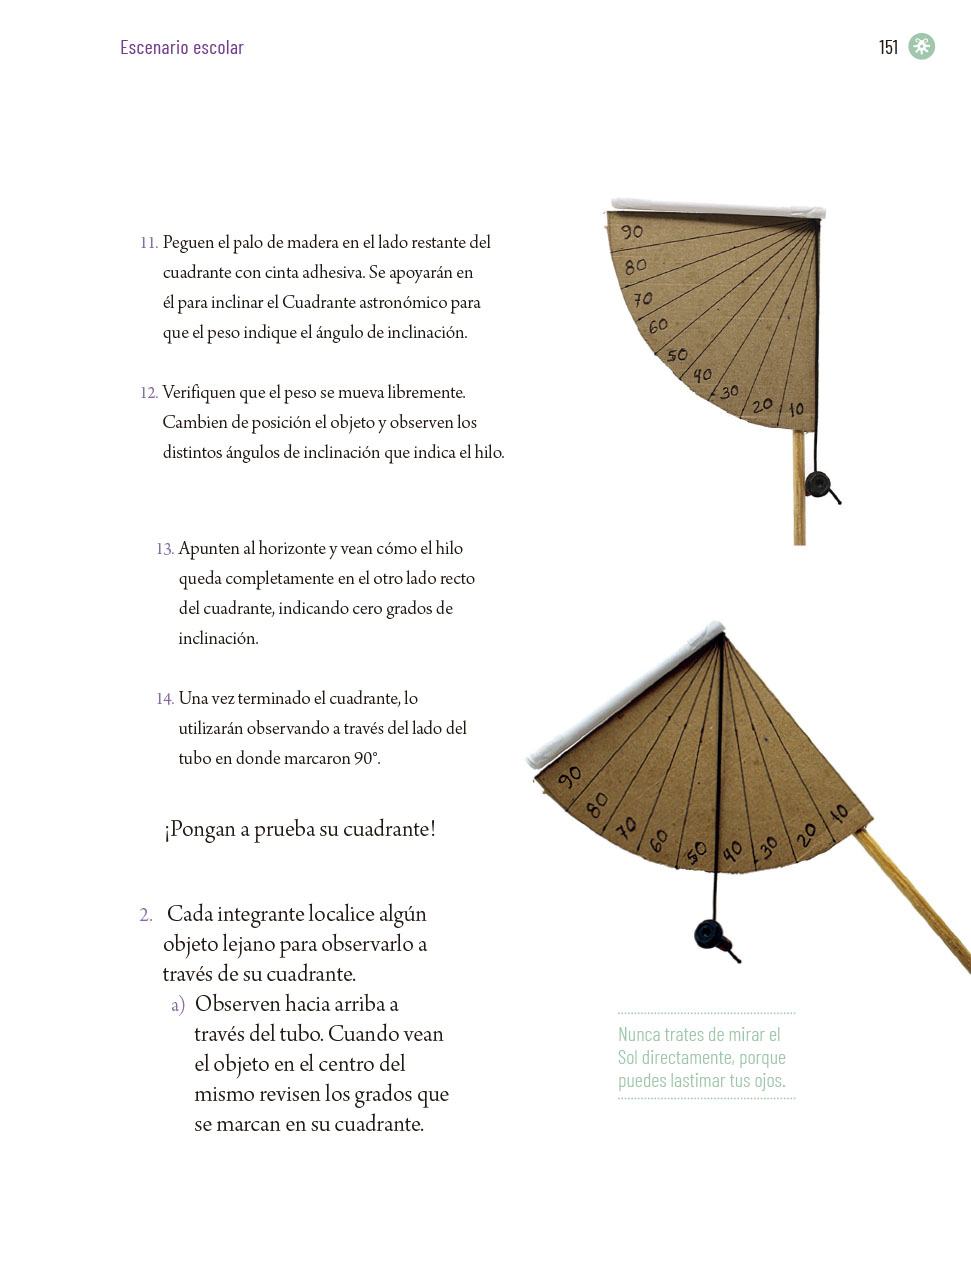 Escenario escolar
151
11. Peguen el palo de madera en el lado restante del
cuadrante con cinta adhesiva. Se apoyarán en
él para inclinar el Cuadrante astronómico para
que el peso indique el ángulo de inclinación.
12. Verifiquen que el peso se mueva libremente.
Cambien de posición el objeto y observen los
distintos ángulos de inclinación que indica el hilo.
13. Apunten al horizonte y vean cómo el hilo
queda completamente en el otro lado recto
del cuadrante, indicando cero grados de
inclinación.
14. Una vez terminado el cuadrante, lo
utilizarán observando a través del lado del
tubo en donde marcaron 90°.
¡Pongan a prueba su cuadrante!
2. Cada integrante localice algún
objeto lejano para observarlo a
través de su cuadrante.
a) Observen hacia arriba a
través del tubo. Cuando vean
el objeto en el centro del
mismo revisen los grados que
se marcan en su cuadrante.
90
80
70
60
50
40
30
20
10
90
80
70
60
50
40
30
20
10
Nunca trates de mirar el
Sol directamente, porque
puedes lastimar tus ojos.